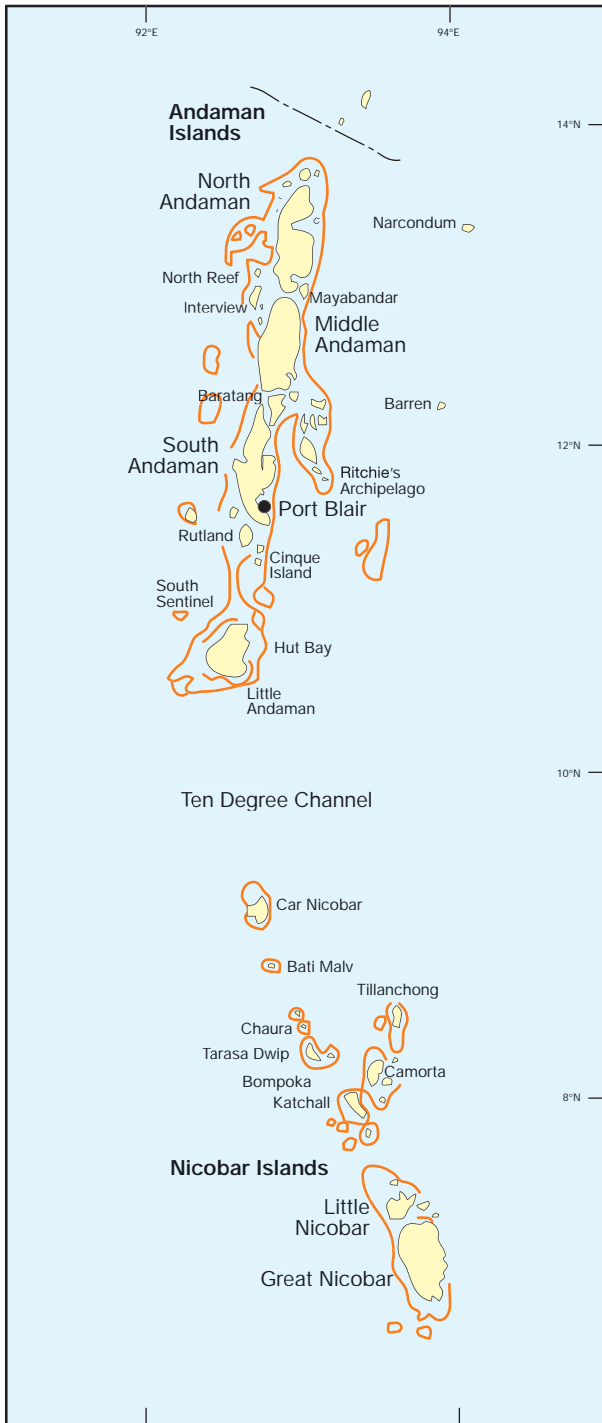 92°E
94°E
14°N
Andaman
Islands
North
Andaman
Narcondum
North Reef
Interview
Mayabandar
Middle
Andaman
Baratang
Barren
12°N
South
Andaman
Ritchie's
Archipelago
Port Blair
Rutland
Cinque
Island
South
Sentinel
Hut Bay
Little
Andaman
10°N
Ten Degree Channel
Car Nicobar
Bati Malv
Tillanchong
Chaura
Tarasa Dwip
Camorta
Bompoka
Katchall
8°N
Nicobar Islands
Little
Nicobar
Great Nicobar